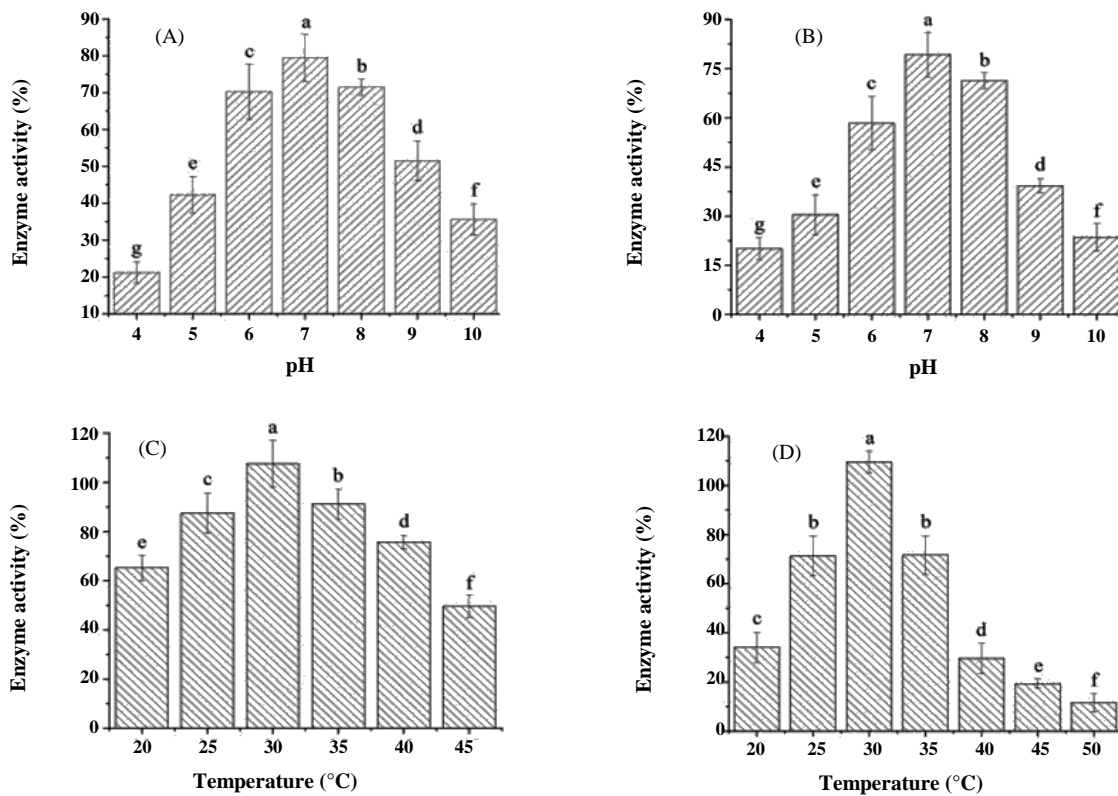 (A)
Enzyme activity (%)
90
80
70
60
50
40
30
20
10
g
e
c
a
b
d
f
4 5 6 7 8 9 10
pH
(B)
Enzyme activity (%)
90
75
60
45
30
15
0
g
e
c
a
b
d
f
4 5 6 7 8 9 10
pH
(C)
Enzyme activity (%)
120
100
80
60
40
20
0
e
c
a
b
d
f
20 25 30 35 40 45
Temperature (°C)
(D)
Enzyme activity (%)
120
100
80
60
40
20
0
c
b
a
b
d
e
f
20 25 30 35 40 45 50
Temperature (°C)